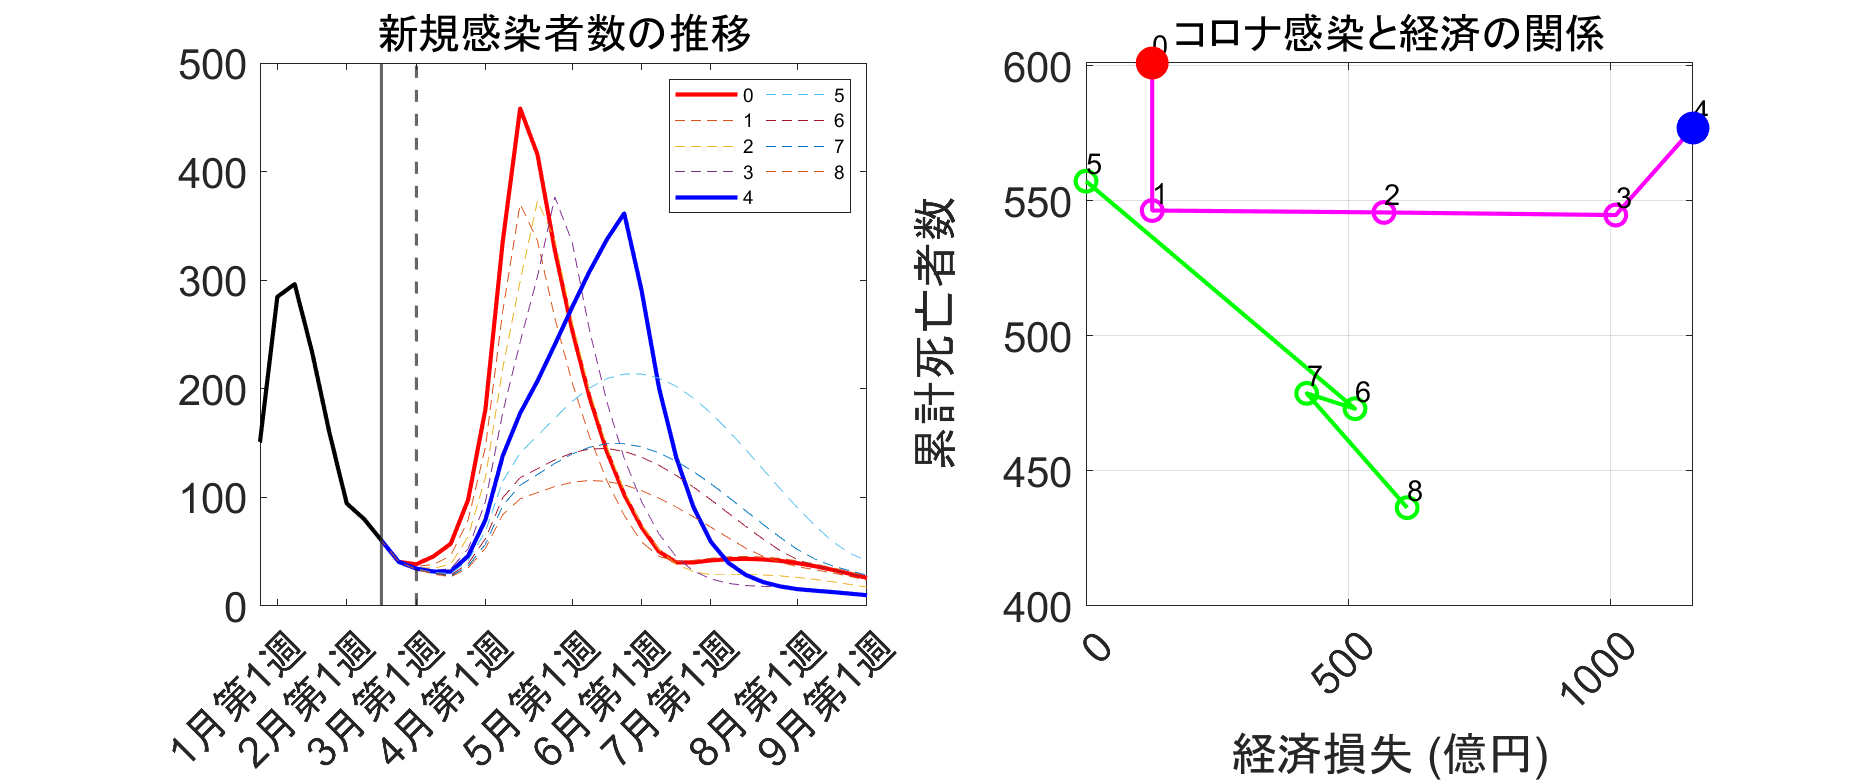 新規感染者数の推移
500
400
300
200
100
0
0
1
2
3
4
5
6
7
8
1月第1週
2月第1週
3月第1週
4月第1週
5月第1週
6月第1週
7月第1週
8月第1週
9月第1週
コロナ感染と経済の関係
累計死亡者数
600
550
500
450
400
0
1
2
3
4
5
6
7
8
0
500
1000
経済損失 (億円)